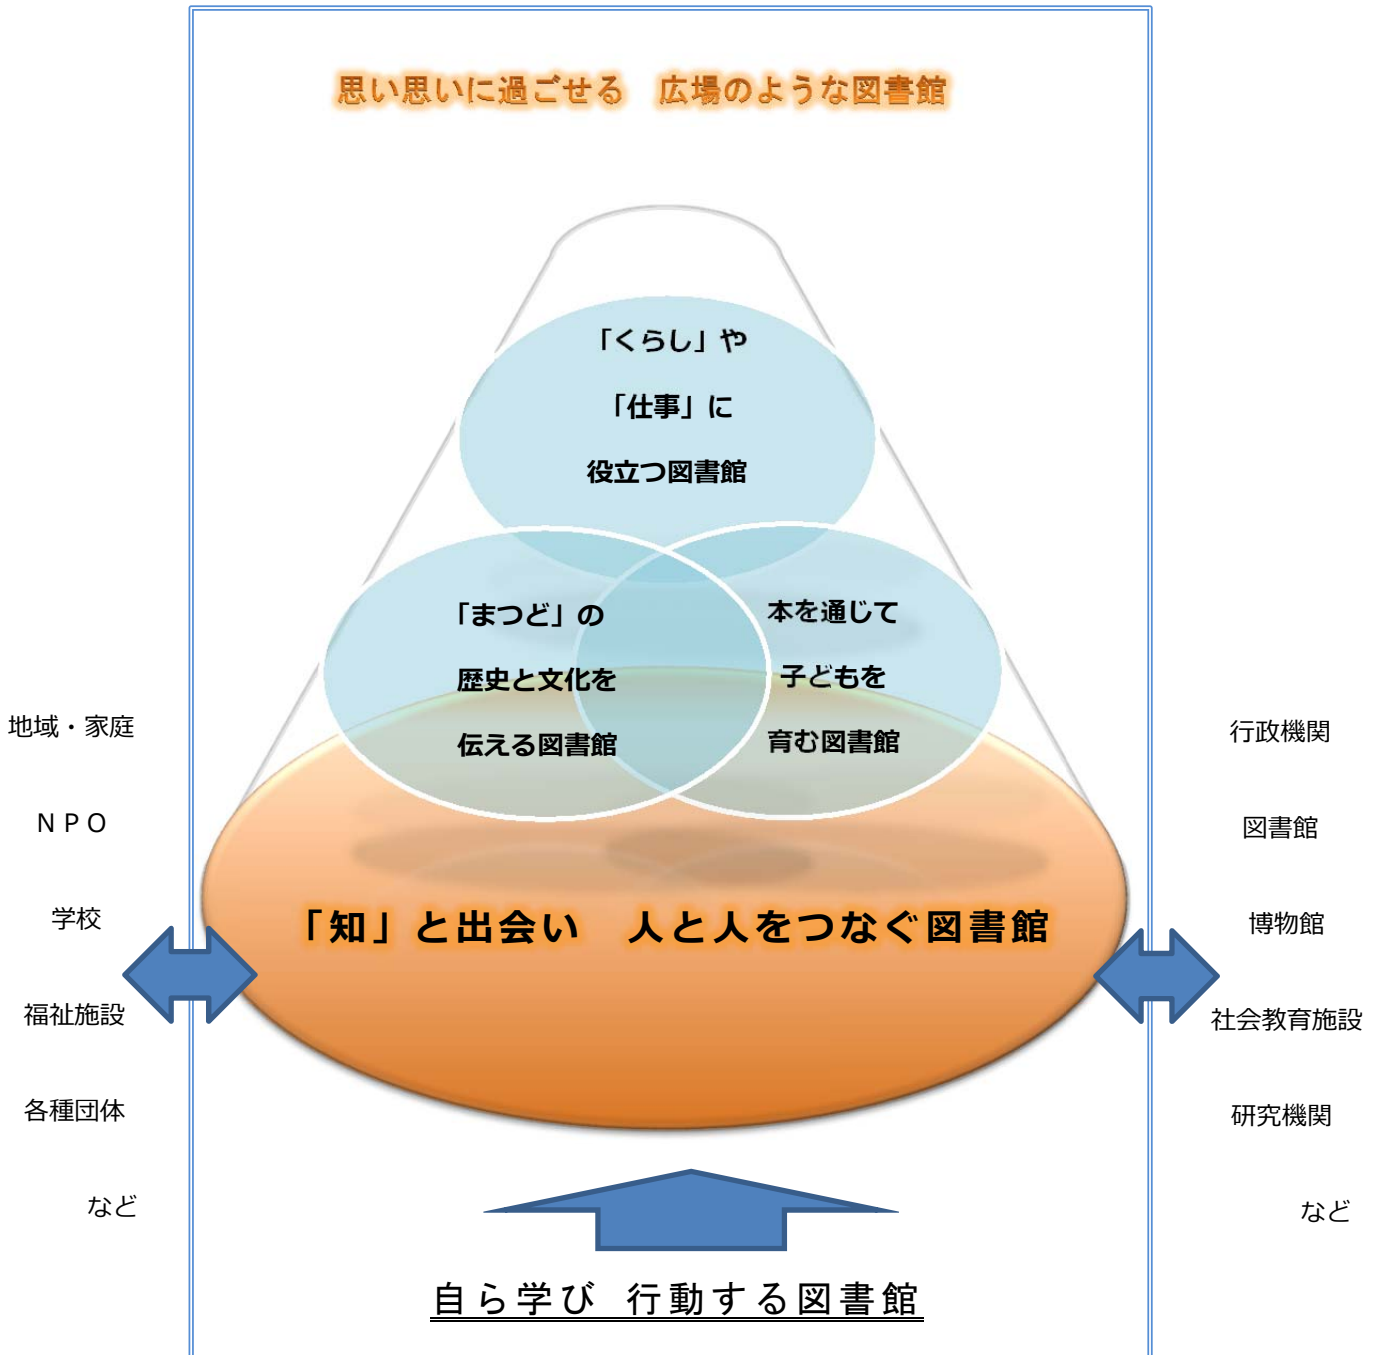 思い思いに過ごせる　広場のような図書館
「くらし」や
「仕事」に
役立つ図書館
「まつど」の
歴史と文化を
伝える図書館
本を通じて
子どもを
育む図書館
「知」と出会い　人と人をつなぐ図書館
地域・家庭
ＮＰＯ
学校
福祉施設
各種団体
など
行政機関
図書館
博物館
社会教育施設
研究機関
など
自ら学び 行動する図書館